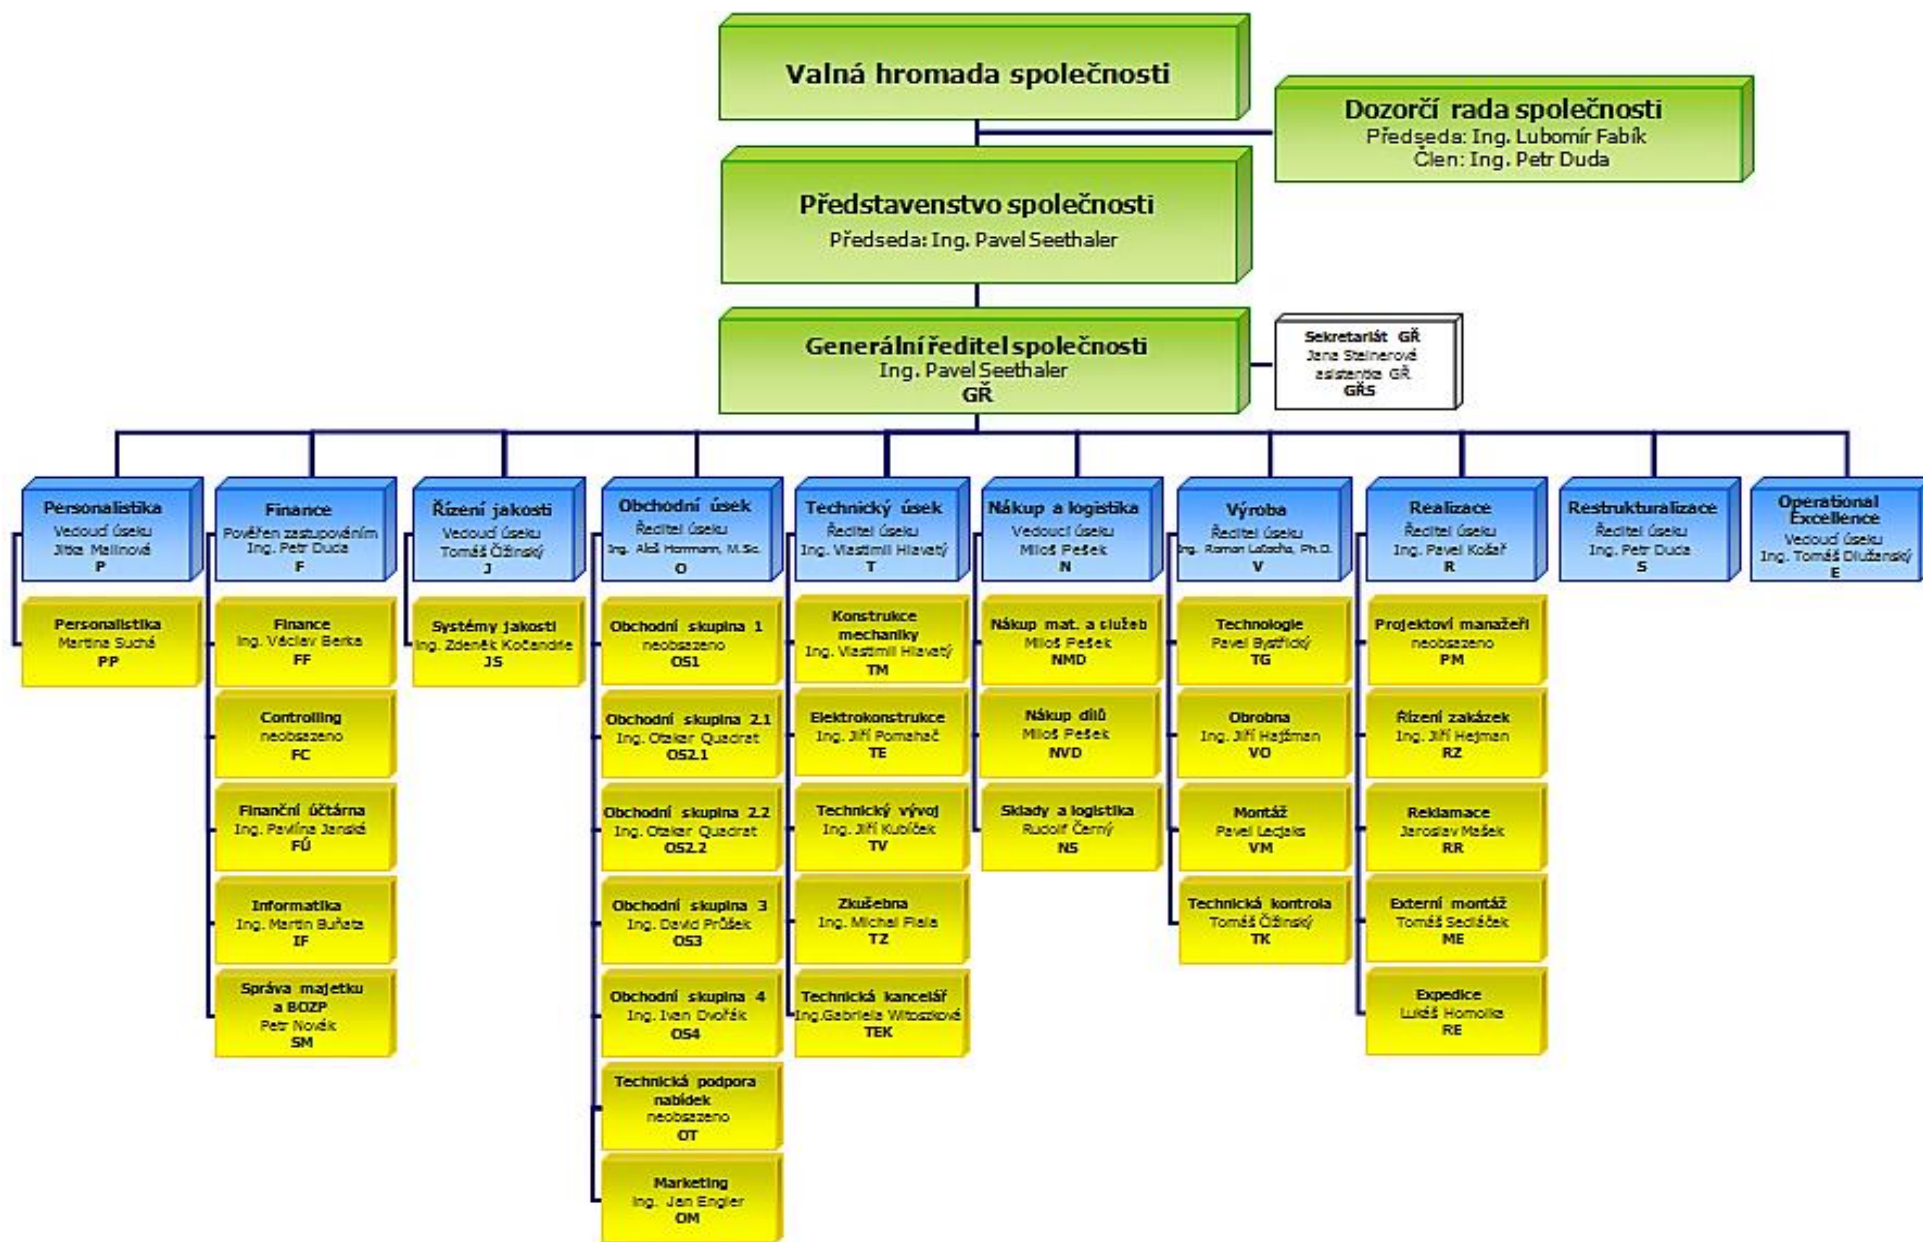 Valná hromada společnosti
Dozorčí rada společnosti
Předseda: Ing. Lubomír Fabík
Člen: Ing. Petr Duda
Představenstvo společnosti
Předseda: Ing. Pavel Seethaler
Generální ředitel společnosti
Ing. Pavel Seethaler
GŘ
Sekretariát GŘ
Jana Steinerová
asistentka GŘ
GŘS
Personalistika
Vedoucí úseku
Jitka Malinová
P
Finance
Pověřen zastupováním
Ing. Petr Duda
F
Řízení jakosti
Vedoucí úseku
Tomáš Čižinský
J
Obchodní úsek
Ředitel úseku
Ing. Aleš M.Sc.
O
Technický úsek
Ředitel úseku
Ing. Vlastimil Hlavatý
T
Nákup a logistika
Vedoucí úseku
Miloš Pešek
N
Výroba
Ředitel úseku
Ing. Roman Ph.D.
V
Realizace
Ředitel úseku
Ing. Pavel Košař
R
Restrukturalizace
Ředitel úseku
Ing. Petr Duda
S
Operational
Excellence
Vedoucí úseku
Ing. Tomáš Dlužanský
E
Personalistika
Martina Suchá
PP
Finance
Ing. Václav Berka
FF
Controlling
neobsazeno
FC
Finanční účtárna
Ing. Pavlína Janská
FÚ
Informatika
Ing. Martin Buňata
IF
Správa majetku
a BOZP
Petr Novák
SM
Systémy jakosti
Ing. Zdeněk Kočandrle
JS
Obchodní skupina 1
neobsazeno
OS1
Obchodní skupina 2.1
Ing. Otakar Quadrat
OS2.1
Obchodní skupina 2.2
Ing. Otakar Quadrat
OS2.2
Obchodní skupina 3
Ing. David Průšek
OS3
Obchodní skupina 4
Ing. Ivan Dvořák
OS4
Technická podpora
nabídek
neobsazeno
OT
Marketing
Ing. Jan Engler
OM
Konstrukce
mechaniky
Ing. Vlastimil Hlavatý
TM
Elektrokonstrukce
Ing. Jiří Pomahač
TE
Technický vývoj
Ing. Jiří Kubíček
TV
Zkušebna
Ing. Michal Fiala
TZ
Technická kancelář
Ing.Gabriela Witoszková
TEK
Nákup mat. a služeb
Miloš Pešek
NMD
Nákup dílů
Miloš Pešek
NVD
Sklady a logistika
Rudolf Černý
NS
Technologie
Pavel Bystřický
TG
Obrobna
Ing. Jiří Hajžman
VO
Montáž
Pavel Lecjaks
VM
Technická kontrola
Tomáš Čižinský
TK
Projektoví manažeři
neobsazeno
PM
Řízení zakázek
Ing. Jiří Hejman
RZ
Reklamace
Jaroslav Mašek
RR
Externí montáž
Tomáš Sedláček
ME
Expedice
Lukáš Homolka
RE